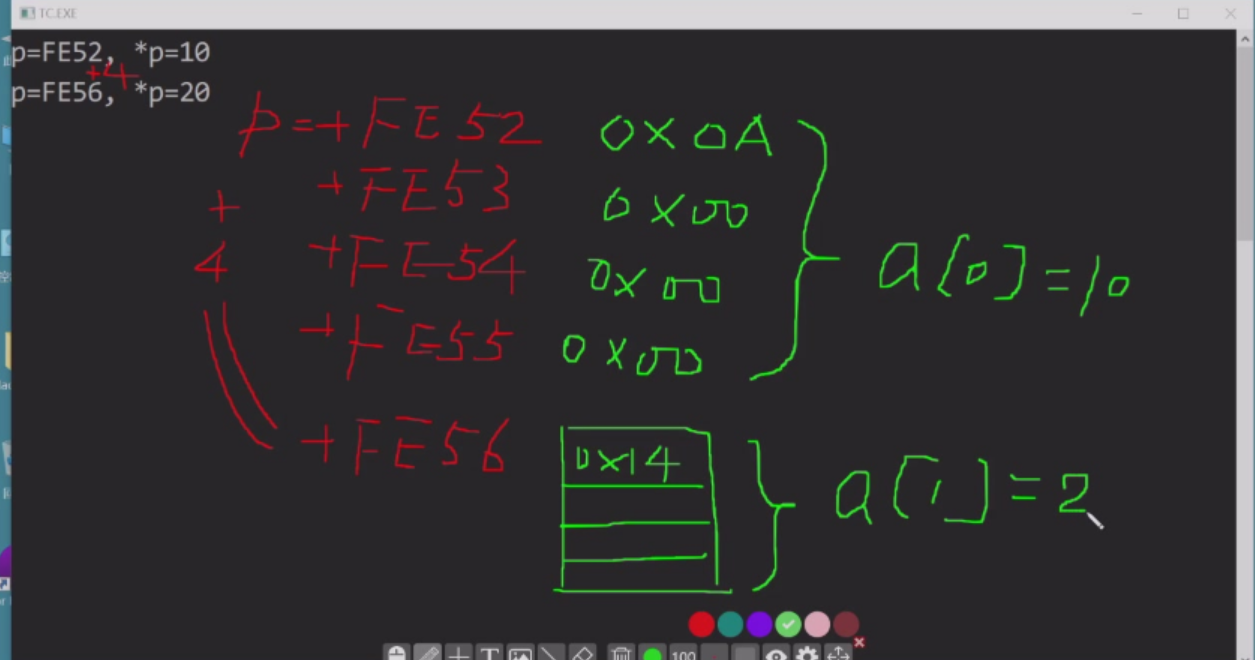 TC.EXE
p=FE52, *p=10
+4
p=FE56, *p=20
p=+FE52 0x0A
+FE53 0x00
+ 4
+FE54 0x00
a[0]=10
+FE55 0x00
+FE56 0x14
a[1]=2
100